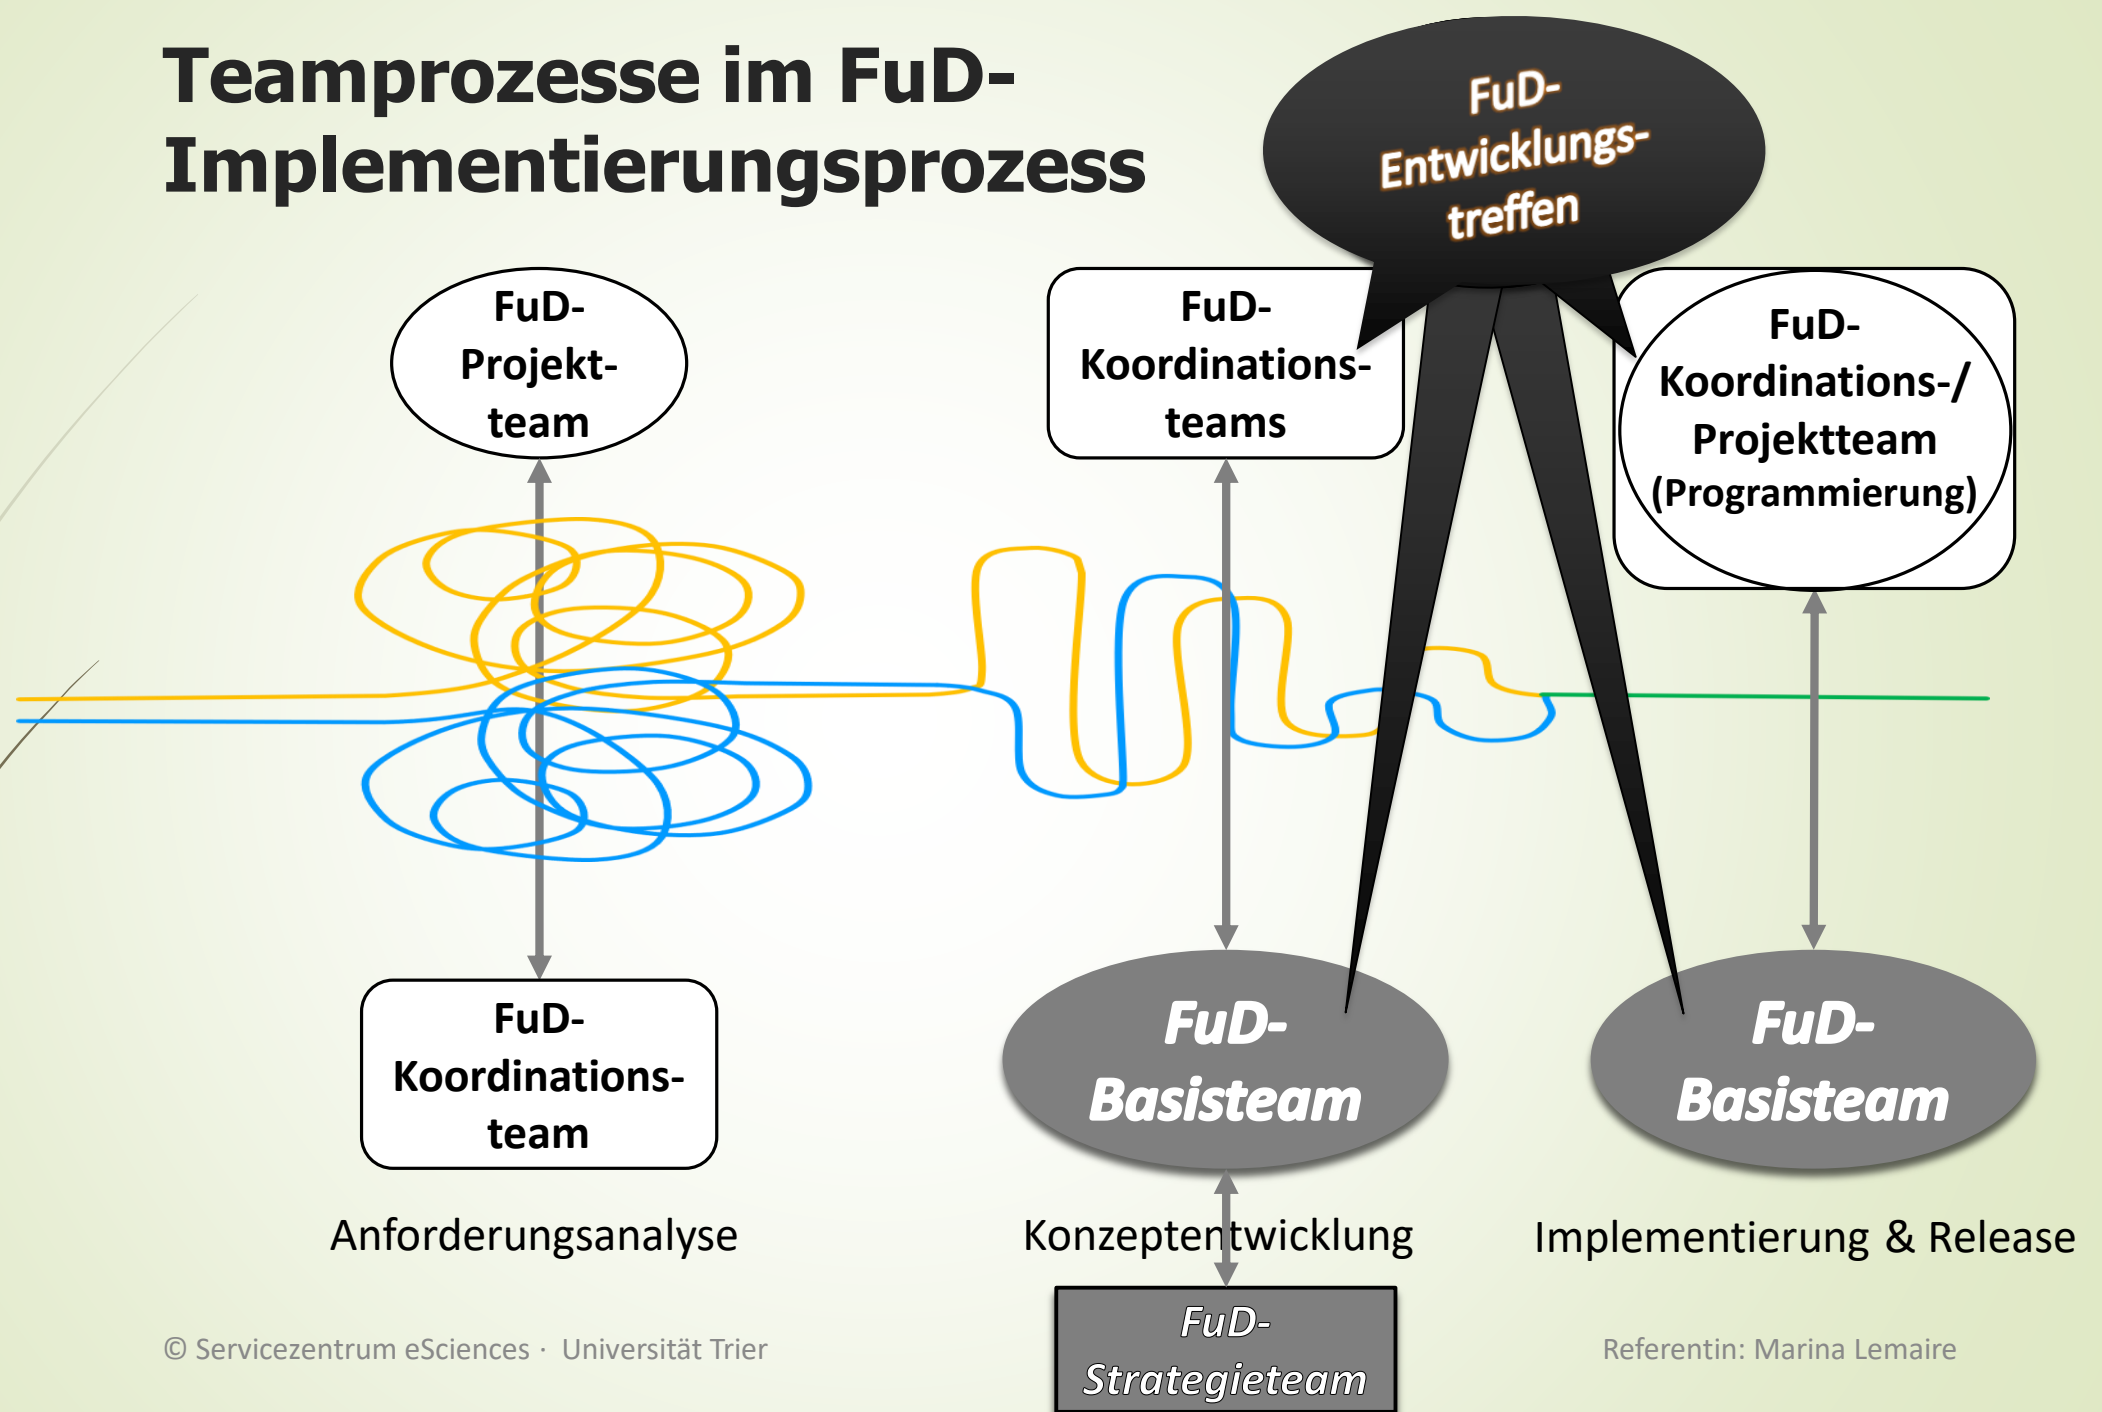 Teamprozesse im FuD-
Implementierungsprozess
FuD-
Entwicklungs-
treffen
FuD-
Projekt-
team
FuD-
Koordinations-
teams
FuD-
Koordinations-/
Projektteam
(Programmierung)
FuD-
Koordinations-
team
FuD-
Basisteam
FuD-
Basisteam
Anforderungsanalyse
Konzeptentwicklung
Implementierung & Release
FuD-
Strategieteam
© Servicezentrum eSciences · Universität Trier
Referentin: Marina Lemaire